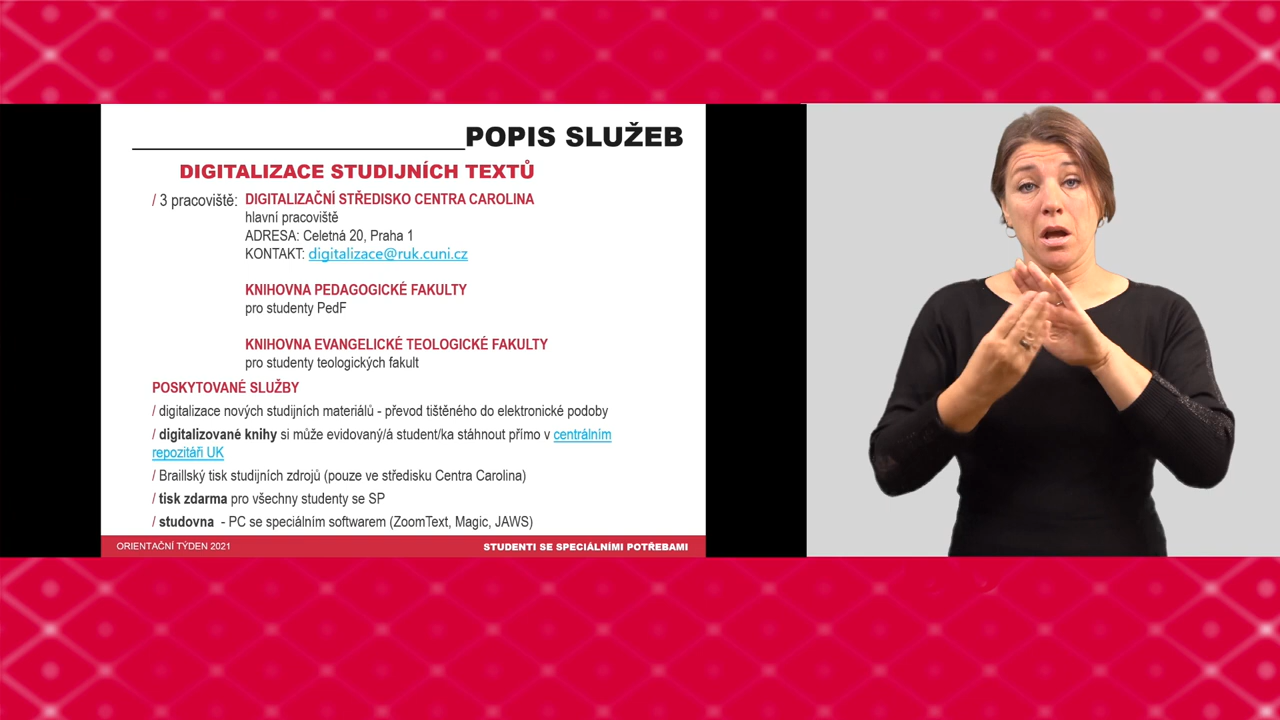 POPIS SLUŽEB
DIGITALIZACE STUDIJNÍCH TEXTŮ
/ 3 pracoviště: DIGITALIZAČNÍ STŘEDISKO CENTRA CAROLINA
hlavní pracoviště
ADRESA: Celetná 20, Praha 1
KONTAKT: digitalizace@ruk.cuni.cz
KNIHOVNA PEDAGOGICKÉ FAKULTY
pro studenty PedF
KNIHOVNA EVANGELICKÉ TEOLOGICKÉ FAKULTY
pro studenty teologických fakult
POSKYTOVANÉ SLUŽBY
/ digitalizace nových studijních materiálů - převod tištěného do elektronické podoby
/ digitalizované knihy si může evidovaný/á student/ka stáhnout přímo v centrálním
repozitáři UK
/ Braillský tisk studijních zdrojů (pouze ve středisku Centra Carolina)
/ tisk zdarma pro všechny studenty se SP
/ studovna - PC se speciálním softwarem (ZoomText, Magic, JAWS)
ORIENTAČNÍ TÝDEN 2021 STUDENTI SE SPECIÁLNÍMI POTŘEBAMI